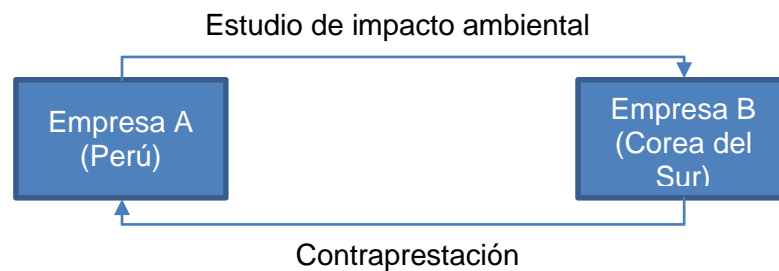 Estudio de impacto ambiental
Empresa A
(Perú)
Empresa B
(Corea del
Sur)
Contraprestación